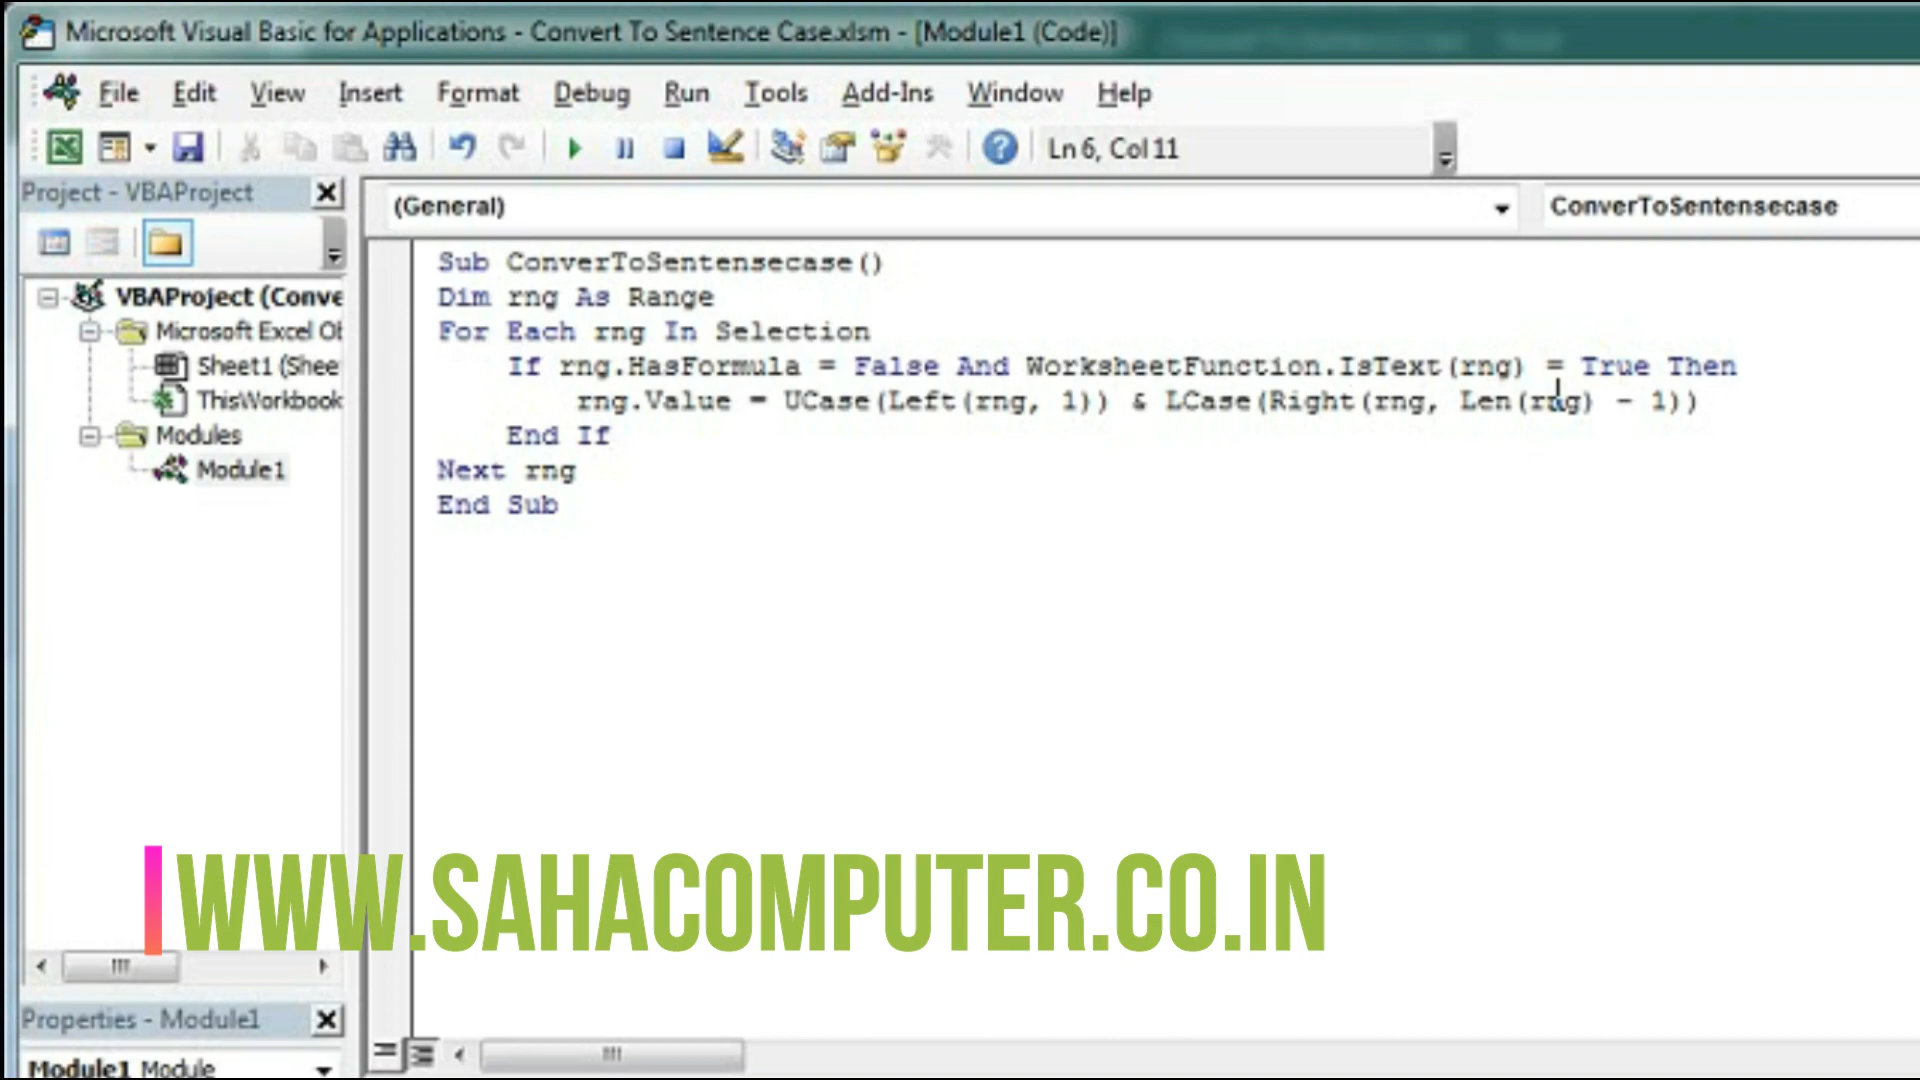 Microsoft Visual Basic for Applications - Convert To Sentence Case.xlsm - [Module1 (Code)]
File Edit View Insert Format Debug Run Tools Add-Ins Window Help
Ln 6, Col 11
Project - VBAProject
(General)
ConverToSentensecase
VBAProject (Conve
Microsoft Excel Ob
Sheet1 (Shee
ThisWorkbook
Modules
Module1
Sub ConverToSentensecase()
Dim rng As Range
For Each rng In Selection
If rng.HasFormula = False And WorksheetFunction.IsText(rng) = True Then
rng.Value = UCase(Left(rng, 1)) & LCase(Right(rng, Len(rng) - 1))
End If
Next rng
End Sub
WWW.SAHACOMPUTER.CO.IN
Properties - Module1
Module1 Module